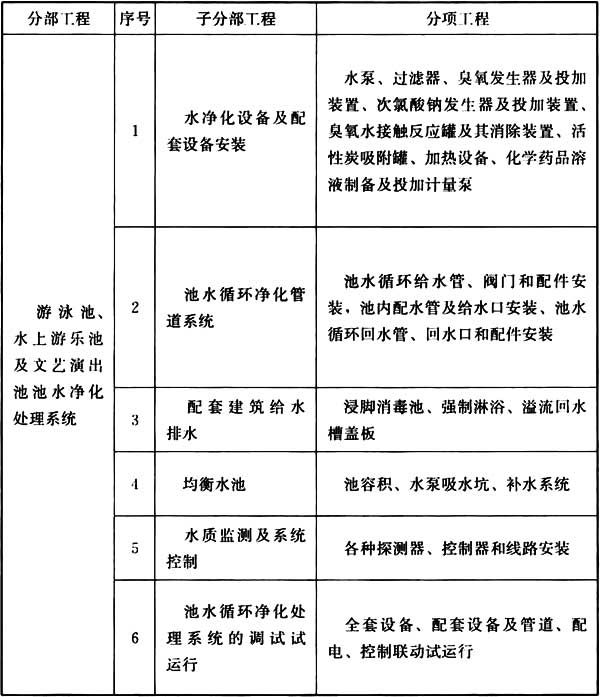 分部工程 序号 子分部工程 分项工程
游泳池、
水上游乐池
及文艺演出
池池水净化
处理系统
1
水净化设备及配
套设备安装
水泵、过滤器、臭氧发生器及投加
装置、次氯酸钠发生器及投加装置、
臭氧水接触反应罐及其消除装置、活
性炭吸附罐、加热设备、化学药品溶
液制备及投加计量泵
2
池水循环净化管
道系统
池水循环给水管、阀门和配件安
装，池内配水管及给水口安装、池水
循环回水管、回水口和配件安装
3
配套建筑给水
排水
浸脚消毒池、强制淋浴、溢流回水
槽盖板
4
均衡水池
池容积、水泵吸水坑、补水系统
5
水质监测及系统
控制
各种探测器、控制器和线路安装
6
池水循环净化处
理系统的调试试
运行
全套设备、配套设备及管道、配
电、控制联动试运行